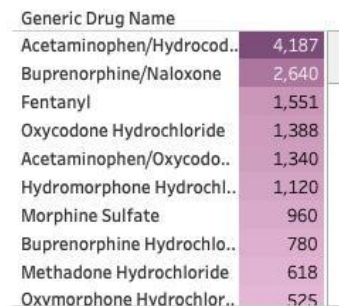 Generic Drug Name
Acetaminophen/Hydrocod.. 4,187
Buprenorphine/Naloxone 2,640
Fentanyl 1,551
Oxycodone Hydrochloride 1,388
Acetaminophen/Oxycodo.. 1,340
Hydromorphone Hydrochl.. 1,120
Morphine Sulfate 960
Buprenorphine Hydrochlo.. 780
Methadone Hydrochloride 618
Oxymorphone Hydrochlor.. 525